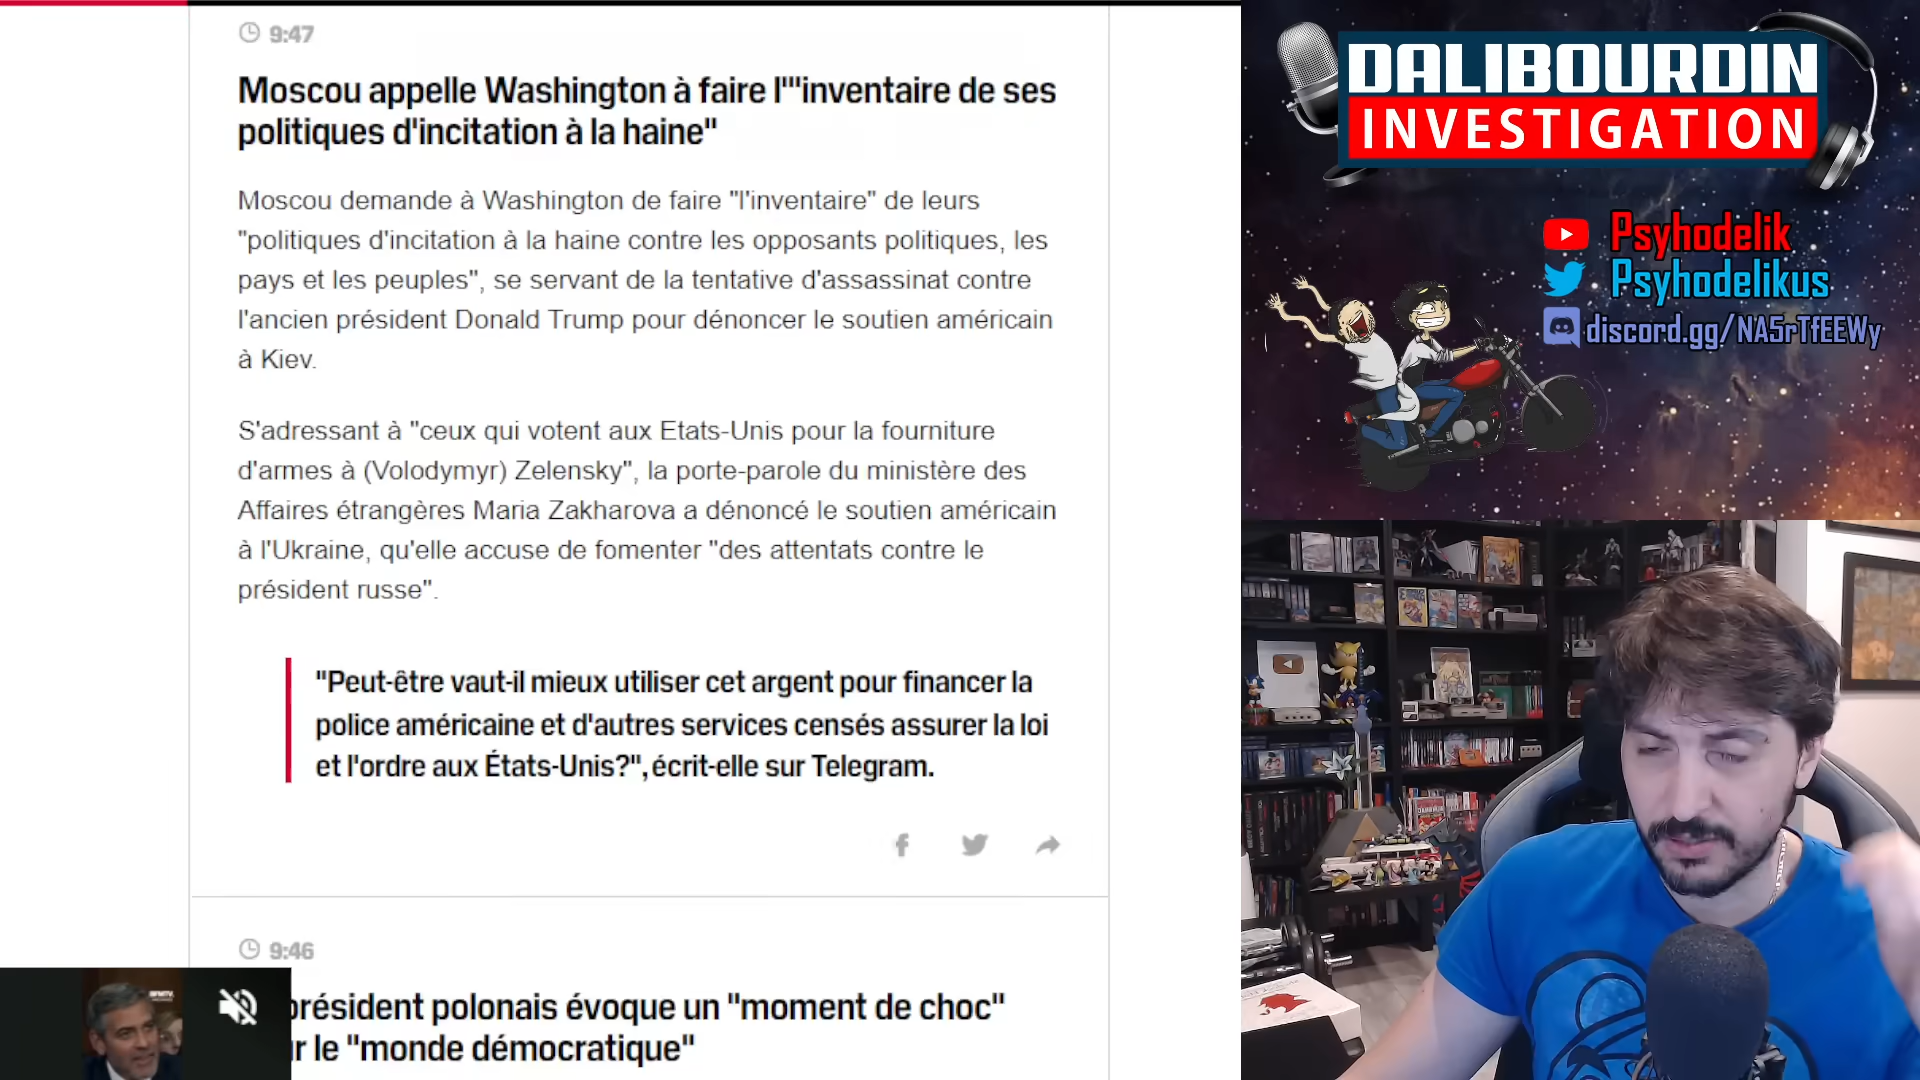 9:47
Moscou appelle Washington à faire l'"inventaire de ses
politiques d'incitation à la haine"
Moscou demande à Washington de faire "l'inventaire" de leurs
"politiques d'incitation à la haine contre les opposants politiques, les
pays et les peuples", se servant de la tentative d'assassinat contre
l'ancien président Donald Trump pour dénoncer le soutien américain
à Kiev.
S'adressant à "ceux qui votent aux Etats-Unis pour la fourniture
d'armes à (Volodymyr) Zelensky", la porte-parole du ministère des
Affaires étrangères Maria Zakharova a dénoncé le soutien américain
à l'Ukraine, qu'elle accuse de fomenter "des attentats contre le
président russe".
"Peut-être vaut-il mieux utiliser cet argent pour financer la
police américaine et d'autres services censés assurer la loi
et l'ordre aux États-Unis?", écrit-elle sur Telegram.
9:46
président polonais évoque un "moment de choc"
r le "monde démocratique"
DALIBOURDIN
INVESTIGATION
Psyhodelik
Psyhodelikus
discord.gg/NA5rTfEEWy